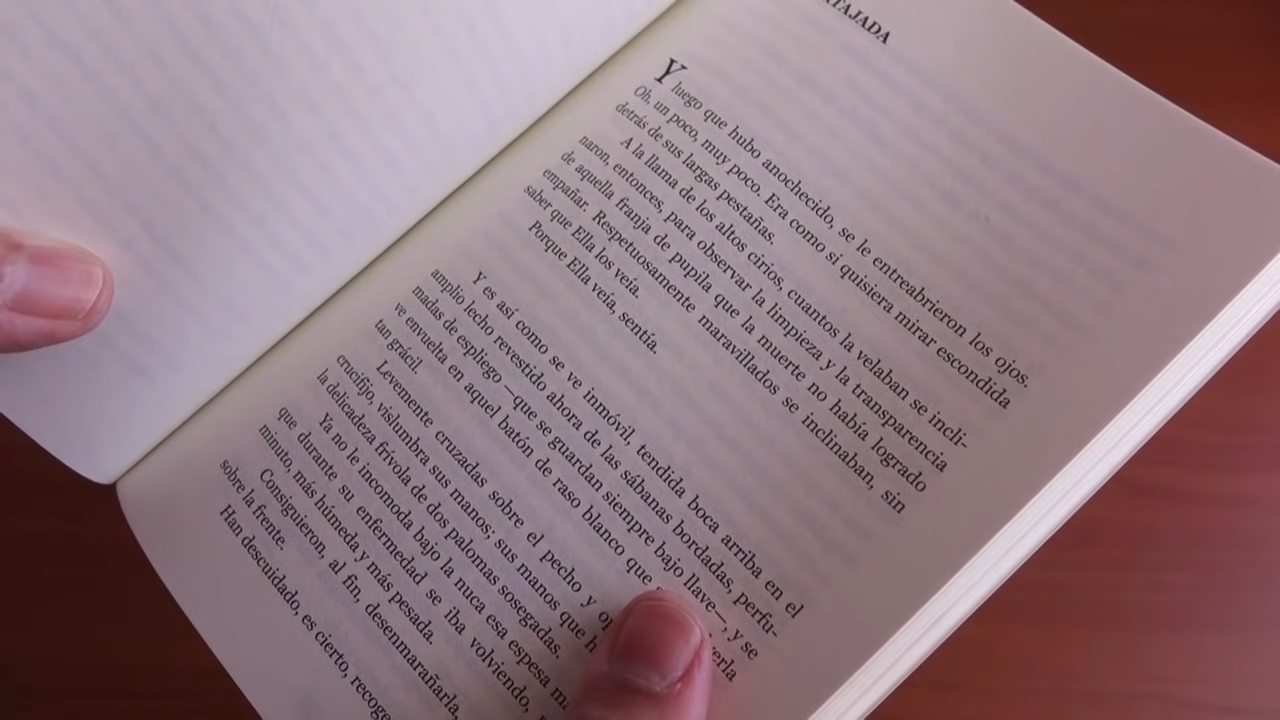 Y luego que hubo anochecido, se le entreabrieron los ojos.
Oh, un poco, muy poco. Era como si quisiera mirar escondida
detrás de sus largas pestañas.
A la llama de los altos cirios, cuantos la velaban se incli-
naron, entonces, para observar la limpieza y la transparencia
de aquella franja de pupila que la muerte no había logrado
empañar. Respetuosamente maravillados se inclinaban, sin
saber que Ella los veía.
Porque Ella veía, sentía.
Y es así como se ve inmóvil, tendida boca arriba en el
amplio lecho revestido ahora de las sábanas bordadas, perfu-
madas de espliego —que se guardan siempre bajo llave—, y se
ve envuelta en aquel batón de raso blanco que
tan grácil.
Levemente cruzadas sobre el pecho y
crucifijo, vislumbra sus manos; sus manos que
la delicadeza frívola de dos palomas sosegadas.
Ya no le incomoda bajo la nuca esa espesa
que durante su enfermedad se iba volviendo,
minuto, más húmeda y más pesada.
Consiguieron, al fin, desenmarañarla,
sobre la frente.
Han descuidado, es cierto,